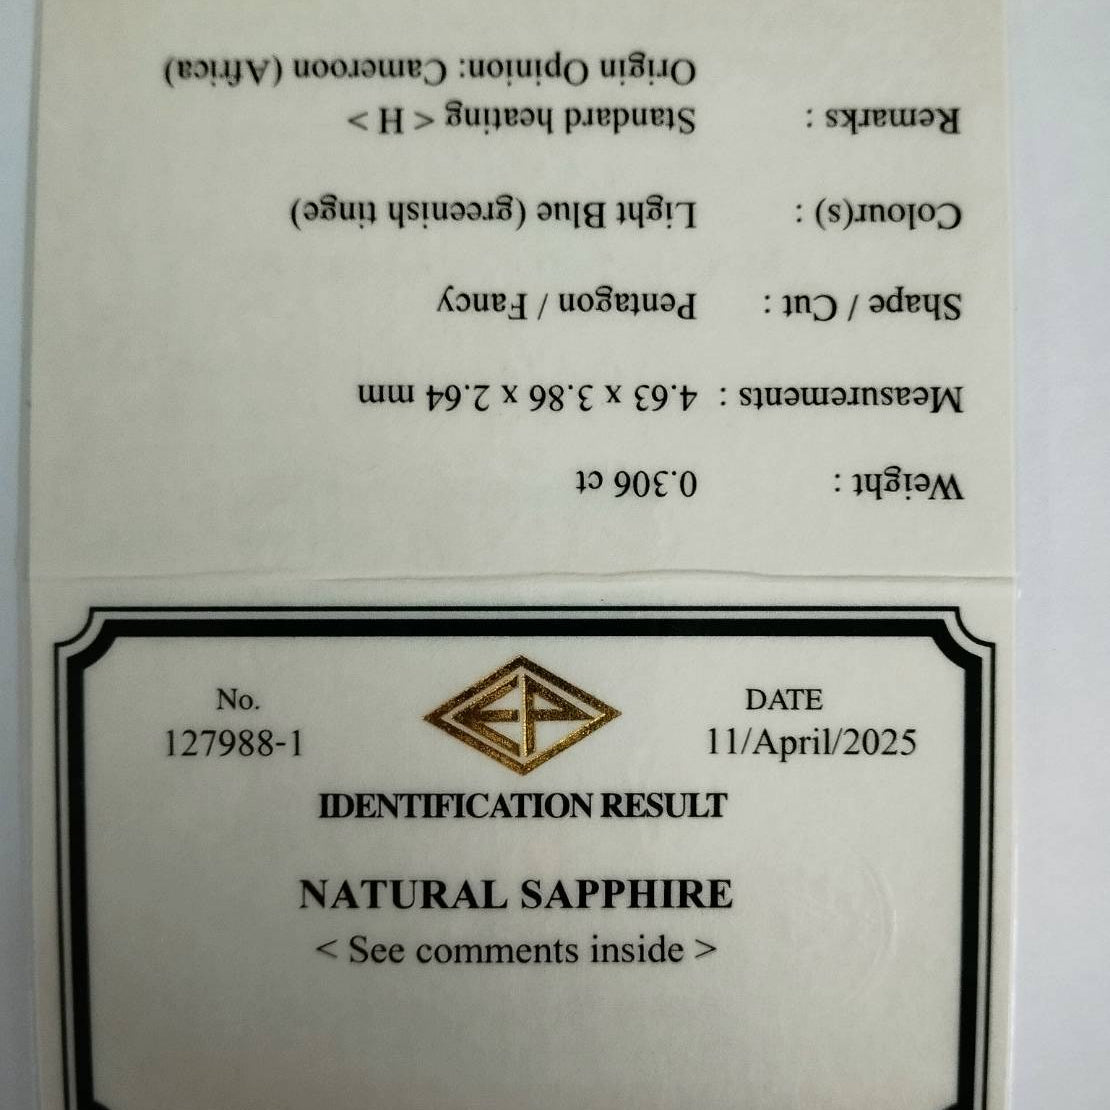 No.
127988-1
EP
DATE
11/April/2025
IDENTIFICATION RESULT
NATURAL SAPPHIRE
< See comments inside >
Weight : 0.306 ct
Measurements : 4.63 x 3.86 x 2.64 mm
Shape / Cut : Pentagon / Fancy
Colour(s) : Light Blue (greenish tinge)
Remarks : Standard heating < H >
Origin Opinion: Cameroon (Africa)